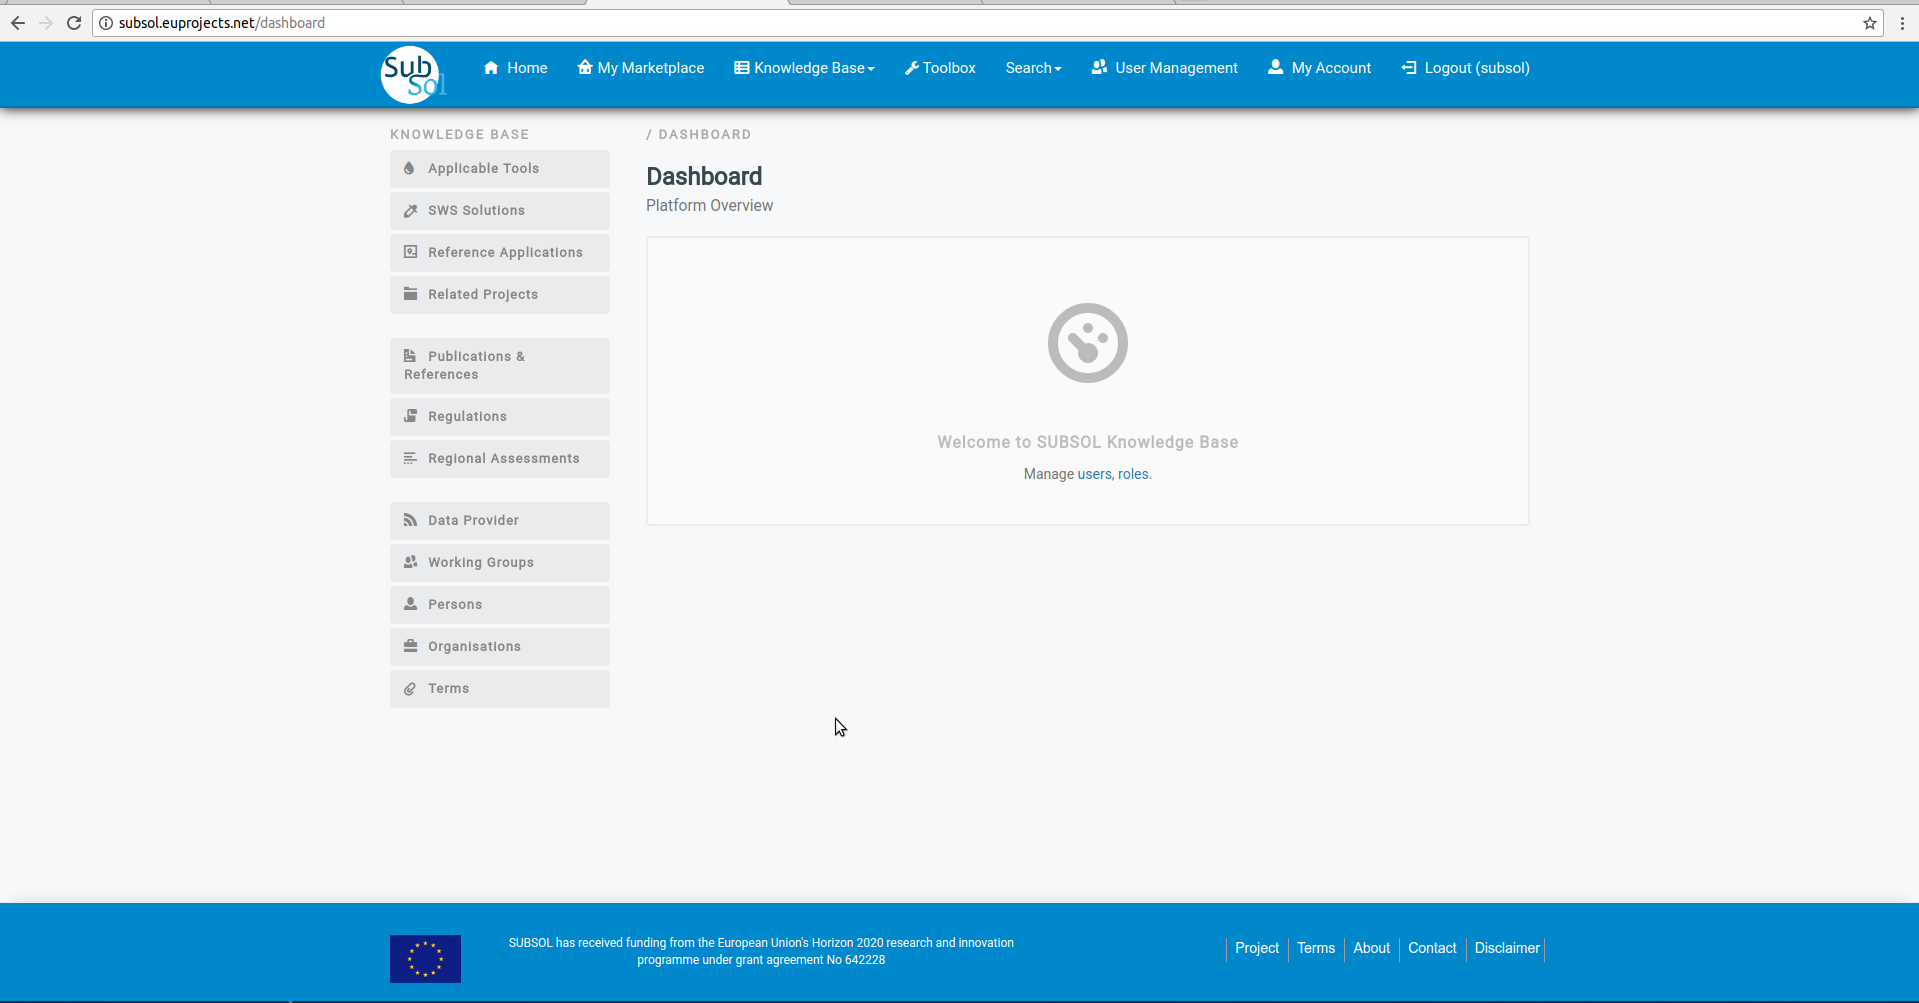 subsol.euprojects.net/dashboard
Sub
Sol
Home
My Marketplace
Knowledge Base
Toolbox
Search
User Management
My Account
Logout (subsol)
KNOWLEDGE BASE
Applicable Tools
SWS Solutions
Reference Applications
Related Projects
Publications &
References
Regulations
Regional Assessments
Data Provider
Working Groups
Persons
Organisations
Terms
/ DASHBOARD
Dashboard
Platform Overview
Welcome to SUBSOL Knowledge Base
Manage users, roles.
SUBSOL has received funding from the European Union's Horizon 2020 research and innovation
programme under grant agreement No 642228
Project
Terms
About
Contact
Disclaimer